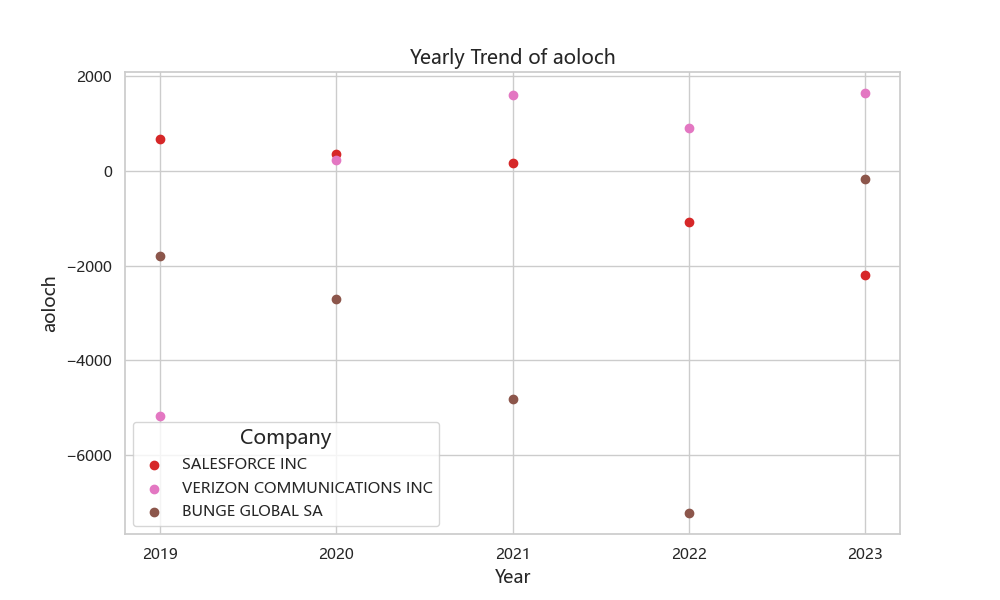 Yearly Trend of aoloch
2000
0
−2000
−4000
−6000
aoloch
Company
SALESFORCE INC
VERIZON COMMUNICATIONS INC
BUNGE GLOBAL SA
2019 2020 2021 2022 2023
Year